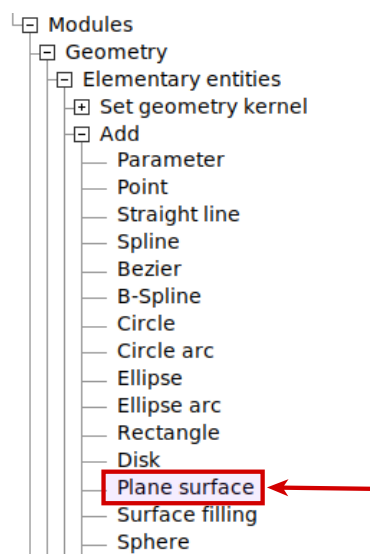 Modules
Geometry
Elementary entities
Set geometry kernel
Add
Parameter
Point
Straight line
Spline
Bezier
B-Spline
Circle
Circle arc
Ellipse
Ellipse arc
Rectangle
Disk
Plane surface
Surface filling
Sphere